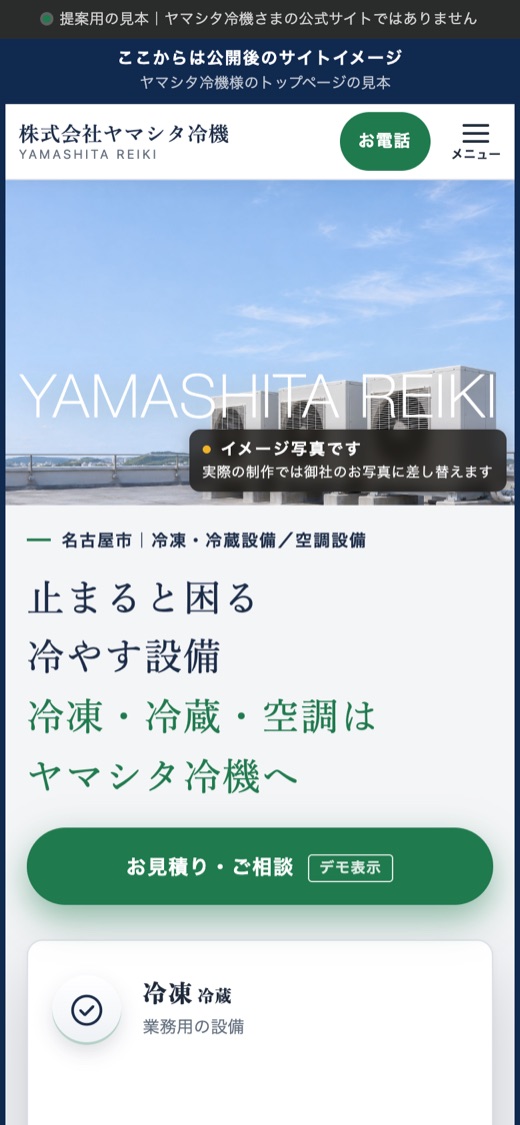 提案用の見本｜ヤマシタ冷機さまの公式サイトではありません
ここからは公開後のサイトイメージ
ヤマシタ冷機様のトップページの見本
株式会社ヤマシタ冷機
YAMASHITA REIKI
お電話
メニュー
YAMASHITA REIKI
イメージ写真です
実際の制作では御社のお写真に差し替えます
名古屋市｜冷凍・冷蔵設備／空調設備
止まると困る
冷やす設備
冷凍・冷蔵・空調は
ヤマシタ冷機へ
お見積り・ご相談 デモ表示
冷凍 冷蔵
業務用の設備